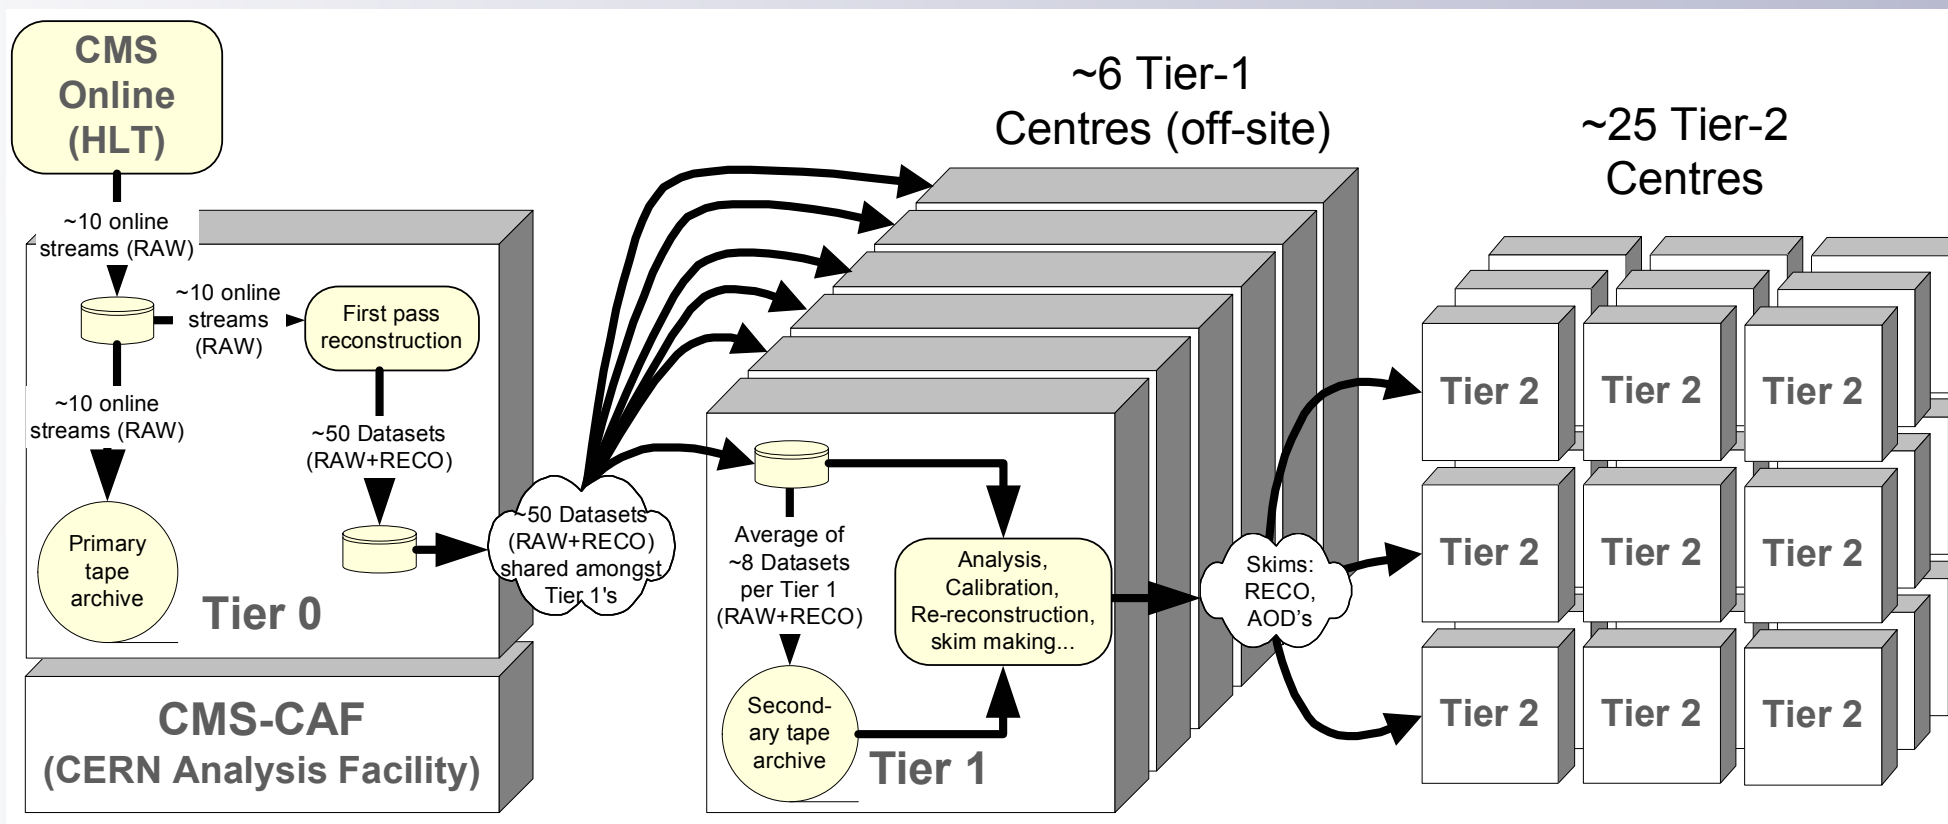 CMS
Online
(HLT)
~10 online
streams (RAW)
~10 online
streams
(RAW)
First pass
reconstruction
~10 online
streams (RAW)
~50 Datasets
(RAW+RECO)
Primary
tape
archive
Tier 0
CMS-CAF
(CERN Analysis Facility)
~50 Datasets
(RAW+RECO)
shared amongst
Tier 1's
~6 Tier-1
Centres (off-site)
Average of
~8 Datasets
per Tier 1
(RAW+RECO)
Analysis,
Calibration,
Re-reconstruction,
skim making...
Second-
ary tape
archive
Tier 1
Skims:
RECO,
AOD’s
~25 Tier-2
Centres
Tier 2
Tier 2
Tier 2
Tier 2
Tier 2
Tier 2
Tier 2
Tier 2
Tier 2